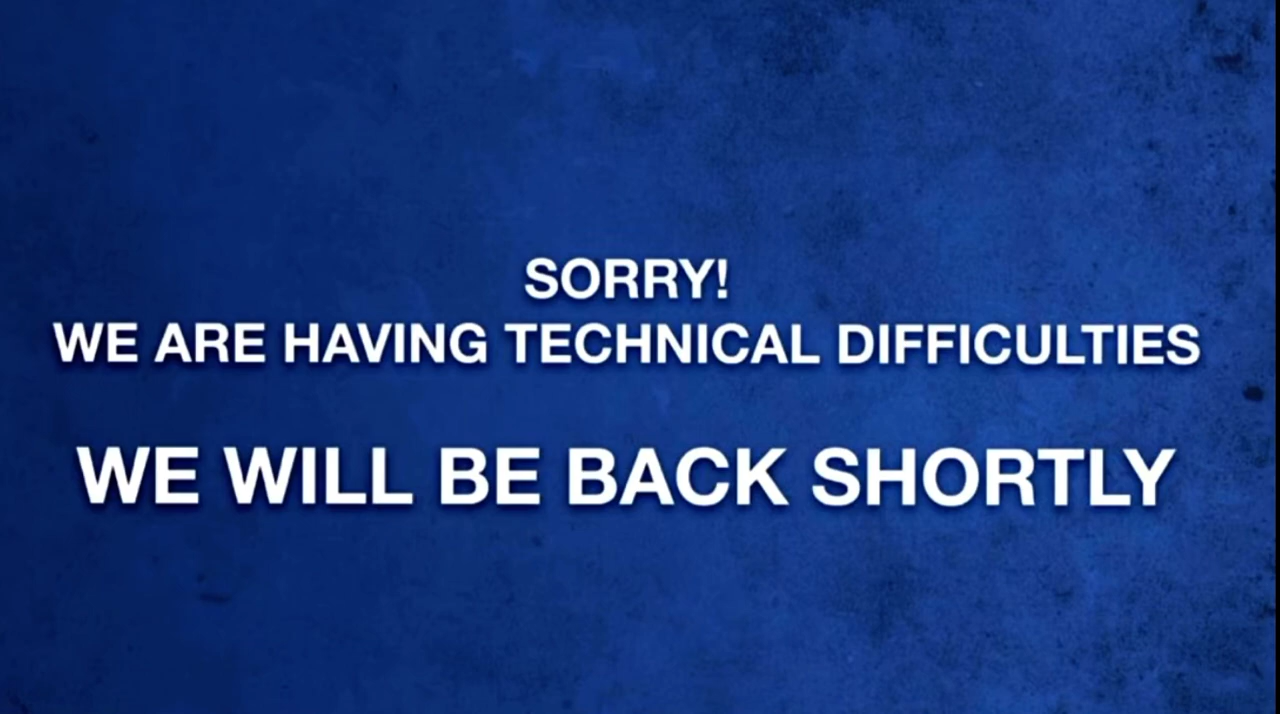 SORRY!
WE ARE HAVING TECHNICAL DIFFICULTIES
WE WILL BE BACK SHORTLY